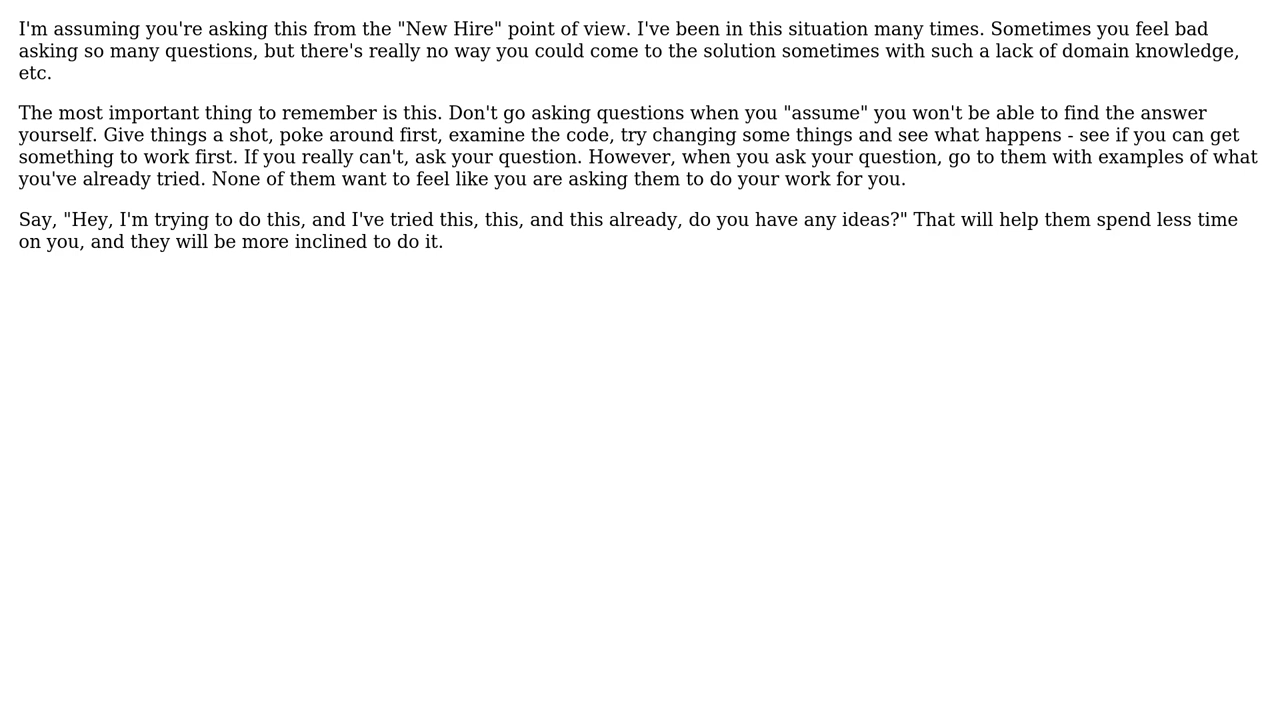 I'm assuming you're asking this from the "New Hire" point of view. I've been in this situation many times. Sometimes you feel bad
asking so many questions, but there's really no way you could come to the solution sometimes with such a lack of domain knowledge,
etc.
The most important thing to remember is this. Don't go asking questions when you "assume" you won't be able to find the answer
yourself. Give things a shot, poke around first, examine the code, try changing some things and see what happens - see if you can get
something to work first. If you really can't, ask your question. However, when you ask your question, go to them with examples of what
you've already tried. None of them want to feel like you are asking them to do your work for you.
Say, "Hey, I'm trying to do this, and I've tried this, this, and this already, do you have any ideas?" That will help them spend less time
on you, and they will be more inclined to do it.